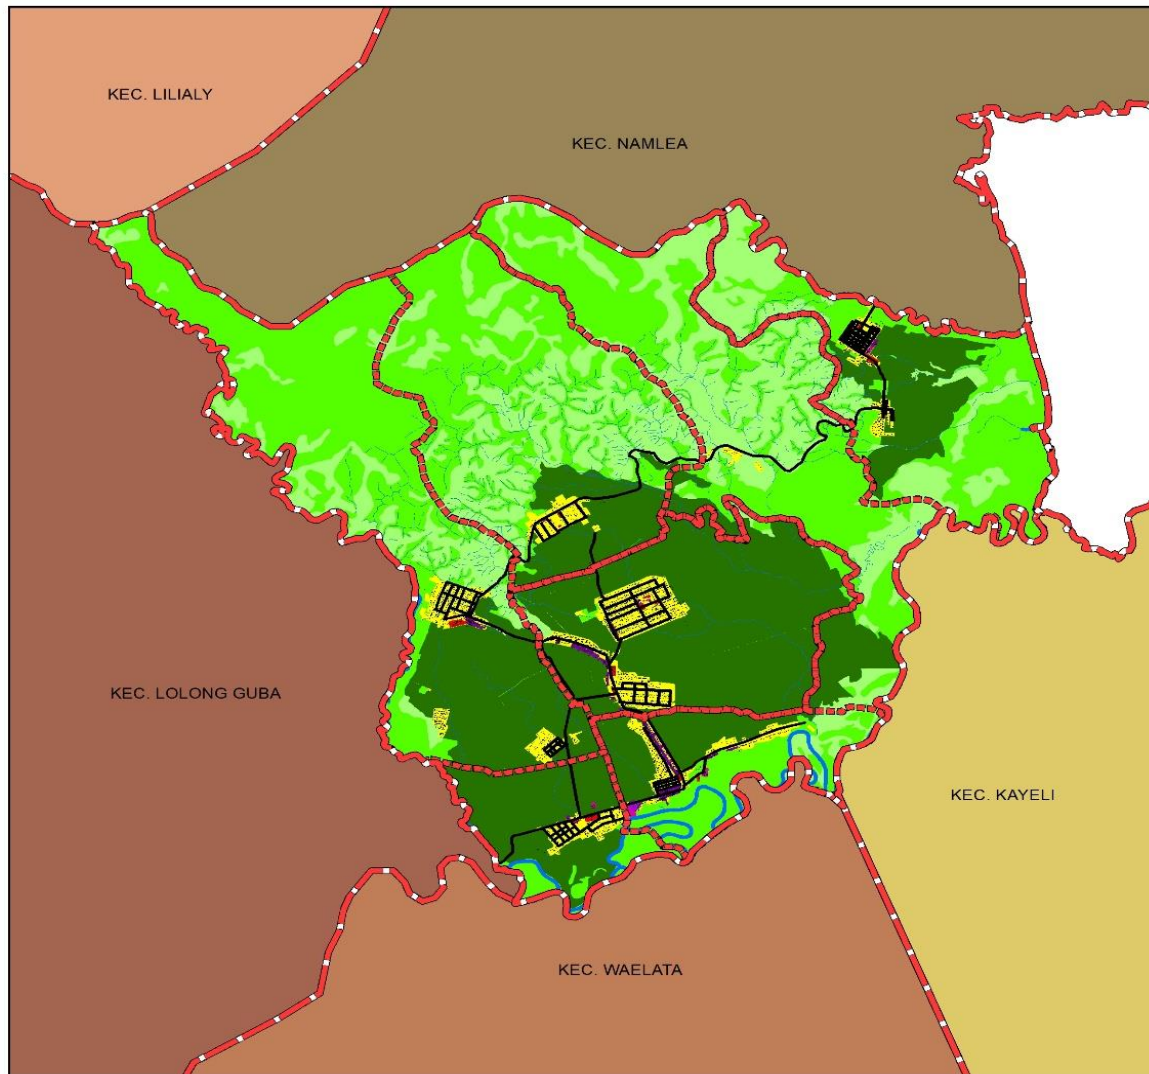 KEC. LILIALY
KEC. NAMLEA
KEC. LOLONG GUBA
KEC. KAYELI
KEC. WAELATA